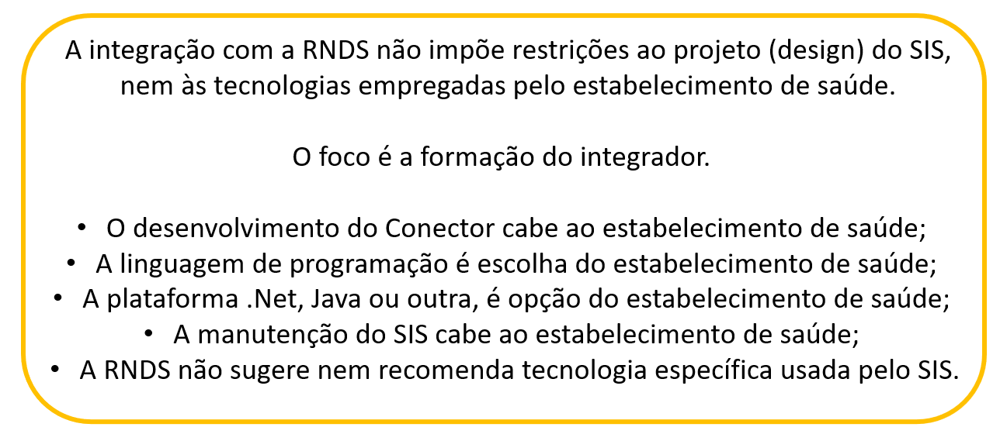 A integração com a RNDS não impõe restrições ao projeto (design) do SIS,
nem às tecnologias empregadas pelo estabelecimento de saúde.
O foco é a formação do integrador.
• O desenvolvimento do Conector cabe ao estabelecimento de saúde;
• A linguagem de programação é escolha do estabelecimento de saúde;
• A plataforma .Net, Java ou outra, é opção do estabelecimento de saúde;
• A manutenção do SIS cabe ao estabelecimento de saúde;
• A RNDS não sugere nem recomenda tecnologia específica usada pelo SIS.